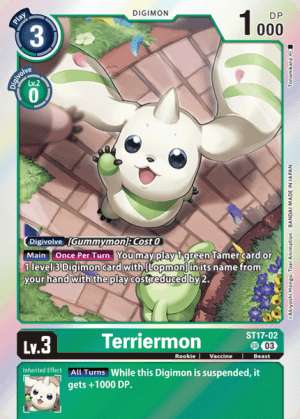 DIGIMON
Play
3
1000
DP
Digivolve
Lv.2
0
Digivolve [Gummymon]: Cost 0
Main Once Per Turn You may play 1 green Tamer card or
1 level 3 Digimon card with [Lopmon] in its name from
your hand with the play cost reduced by 2.
Lv.3
Terriermon
ST17-02
03
Rookie
Vaccine
Beast
Inherited Effect
All Turns While this Digimon is suspended, it
gets +1000 DP.